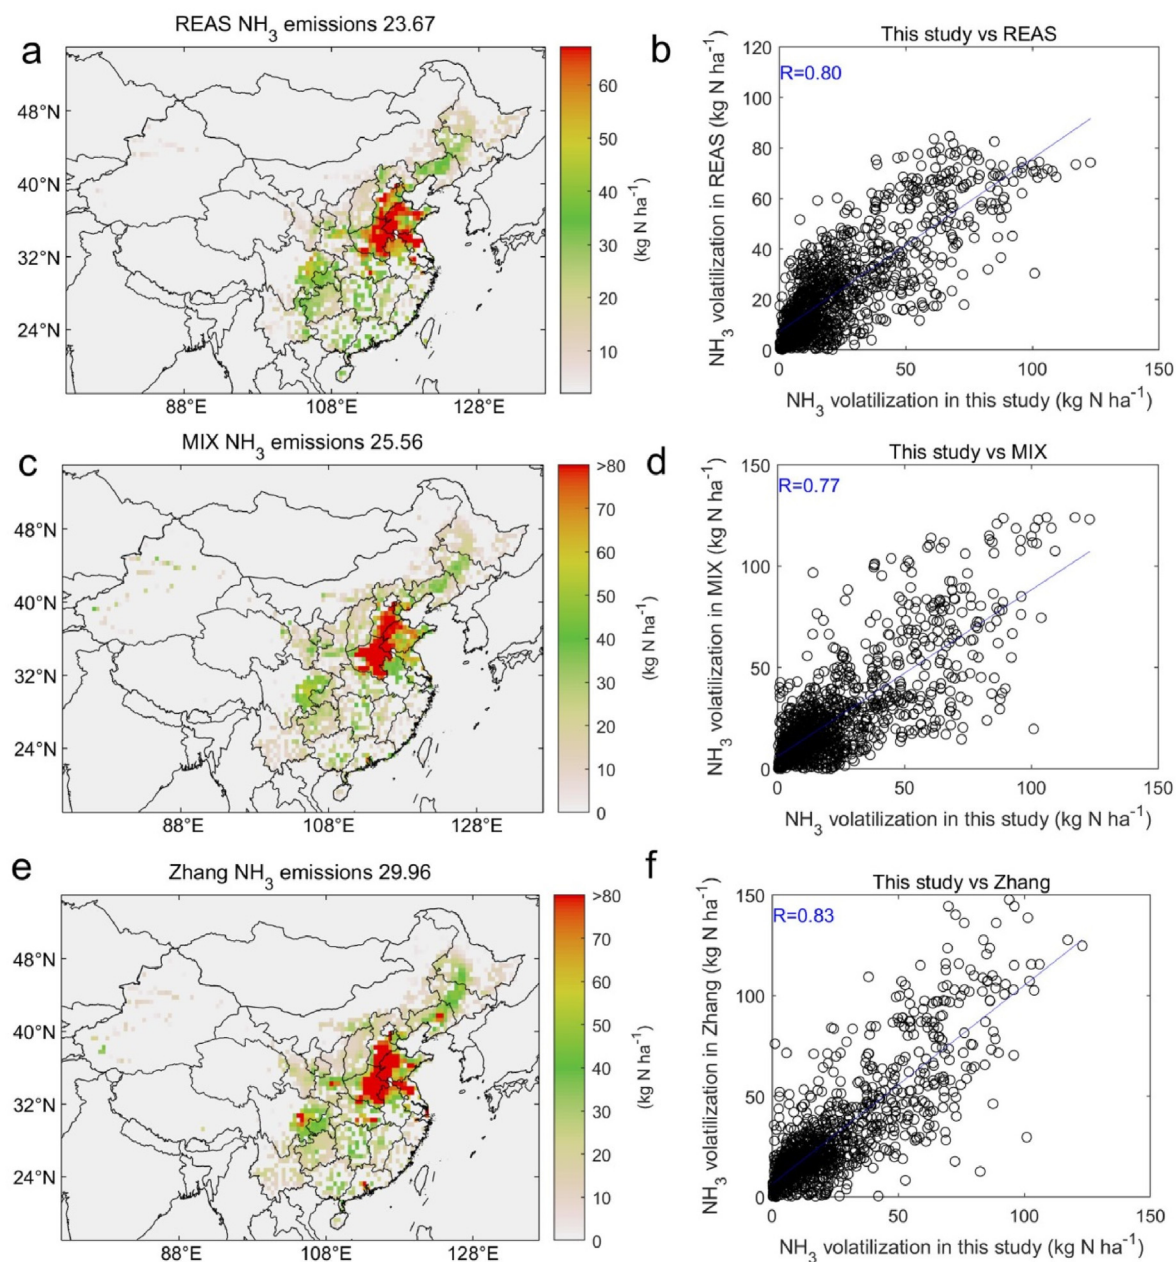 a
REAS NH₃ emissions 23.67
48°N
40°N
32°N
24°N
88°E 108°E 128°E
60
50
40
30
20
10
(kg N ha⁻¹)
b
This study vs REAS
R=0.80
120
100
80
60
40
20
0
0 50 100 150
NH₃ volatilization in REAS (kg N ha⁻¹)
NH₃ volatilization in this study (kg N ha⁻¹)
c
MIX NH₃ emissions 25.56
48°N
40°N
32°N
24°N
88°E 108°E 128°E
>80
70
60
50
40
30
20
10
0
(kg N ha⁻¹)
d
This study vs MIX
R=0.77
150
100
50
0
0 50 100 150
NH₃ volatilization in MIX (kg N ha⁻¹)
NH₃ volatilization in this study (kg N ha⁻¹)
e
Zhang NH₃ emissions 29.96
48°N
40°N
32°N
24°N
88°E 108°E 128°E
>80
70
60
50
40
30
20
10
0
(kg N ha⁻¹)
f
This study vs Zhang
R=0.83
150
100
50
0
0 50 100 150
NH₃ volatilization in Zhang (kg N ha⁻¹)
NH₃ volatilization in this study (kg N ha⁻¹)